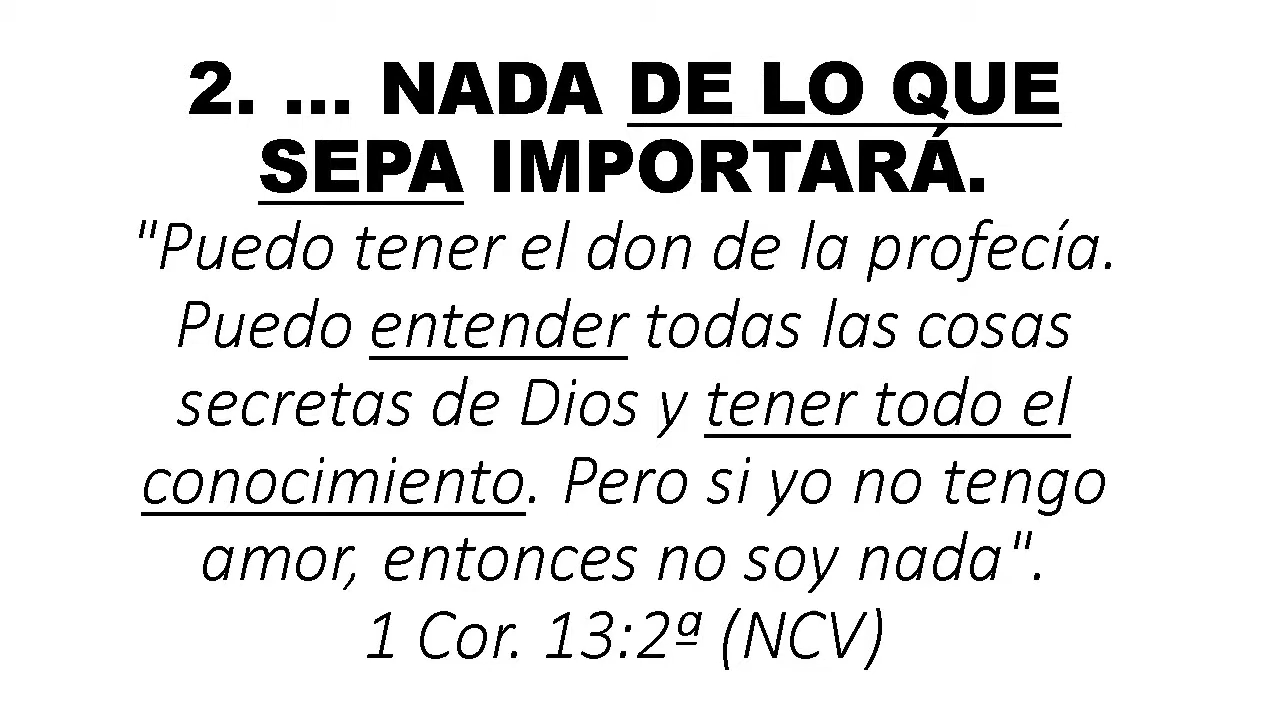 2. ... NADA DE LO QUE
SEPA IMPORTARÁ.
"Puedo tener el don de la profecía.
Puedo entender todas las cosas
secretas de Dios y tener todo el
conocimiento. Pero si yo no tengo
amor, entonces no soy nada".
1 Cor. 13:2ª (NCV)